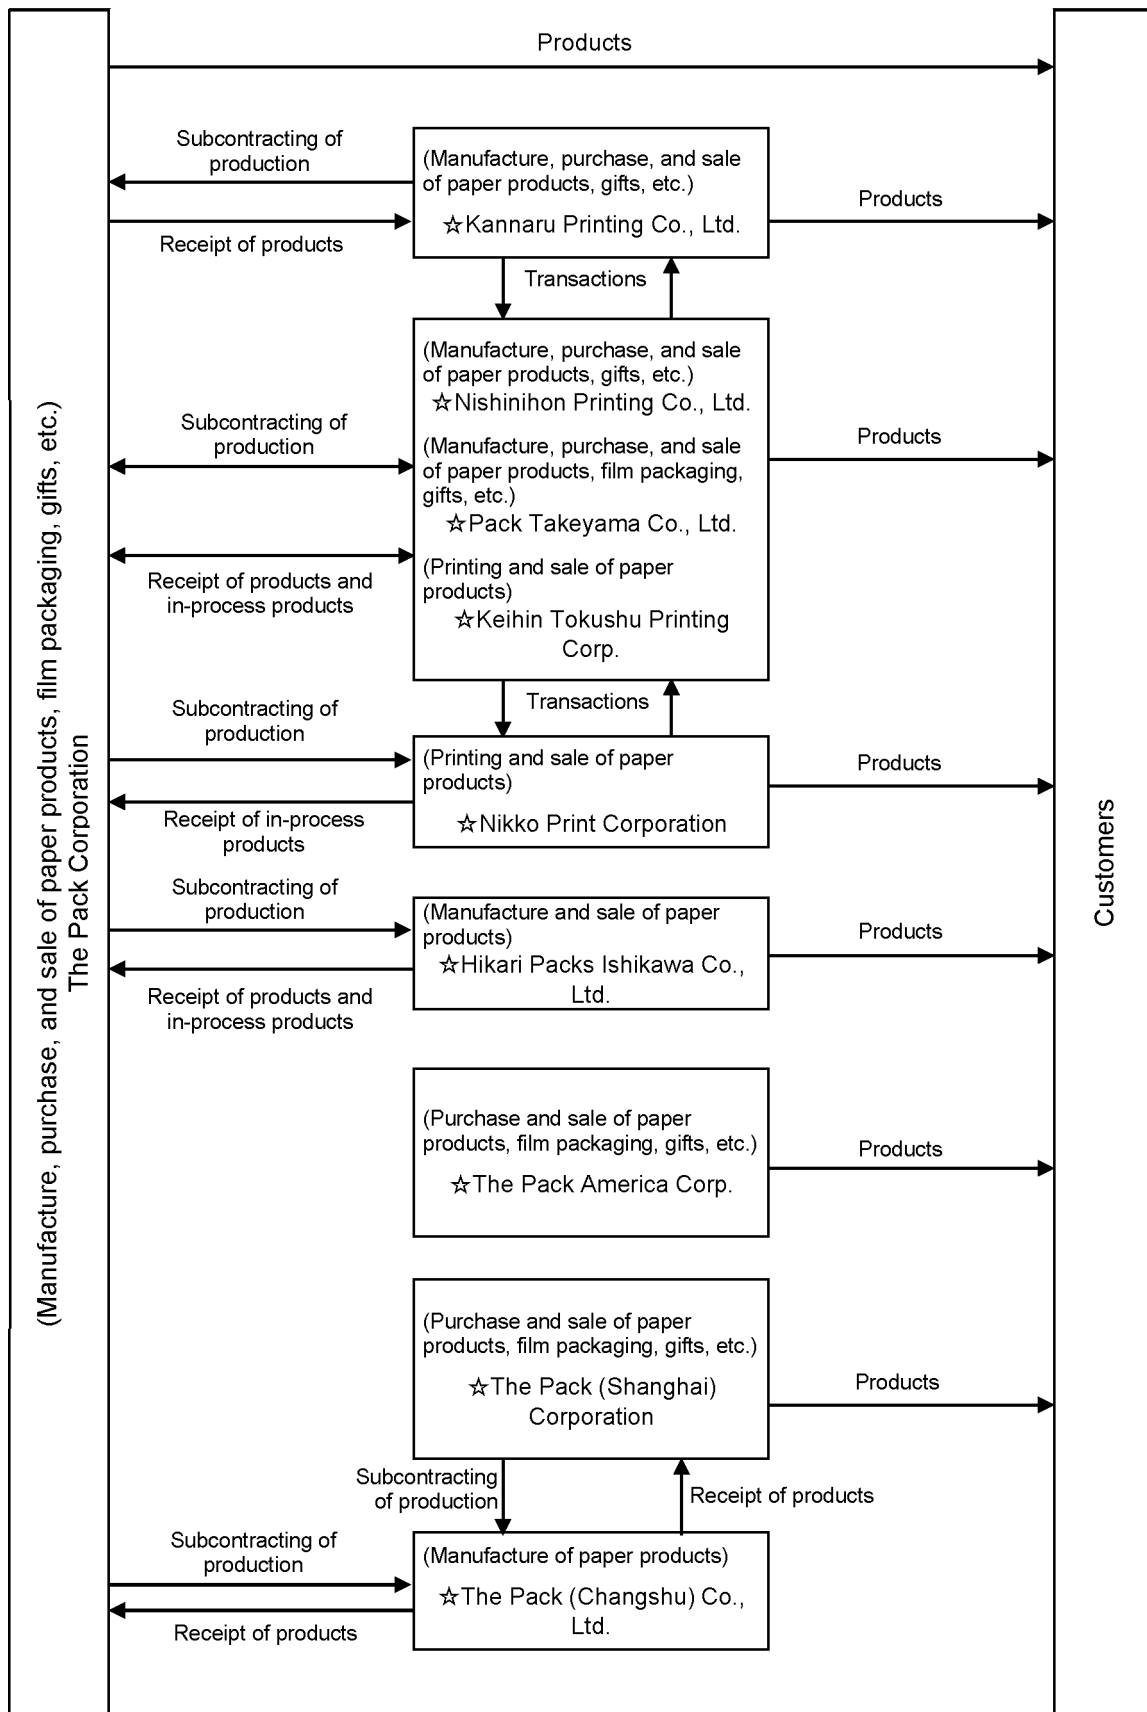 Products
Subcontracting of
production
Receipt of products
(Manufacture, purchase, and sale
of paper products, gifts, etc.)
☆Kannaru Printing Co., Ltd.
Products
Transactions
(Manufacture, purchase, and sale of paper products, film packaging, gifts, etc.)
The Pack Corporation
Subcontracting of
production
Receipt of products and
in-process products
(Manufacture, purchase, and sale
of paper products, gifts, etc.)
☆Nishinihon Printing Co., Ltd.
(Manufacture, purchase, and sale
of paper products, film packaging,
gifts, etc.)
☆Pack Takeyama Co., Ltd.
(Printing and sale of paper
products)
☆Keihin Tokushu Printing
Corp.
Products
Transactions
Subcontracting of
production
Receipt of in-process
products
(Printing and sale of paper
products)
☆Nikko Print Corporation
Products
Customers
Subcontracting of
production
Receipt of products and
in-process products
(Manufacture and sale of paper
products)
☆Hikari Packs Ishikawa Co.,
Ltd.
Products
(Purchase and sale of paper
products, film packaging, gifts, etc.)
☆The Pack America Corp.
Products
(Purchase and sale of paper
products, film packaging, gifts, etc.)
☆The Pack (Shanghai)
Corporation
Products
Subcontracting
of production
Receipt of products
Subcontracting of
production
Receipt of products
(Manufacture of paper products)
☆The Pack (Changshu) Co.,
Ltd.